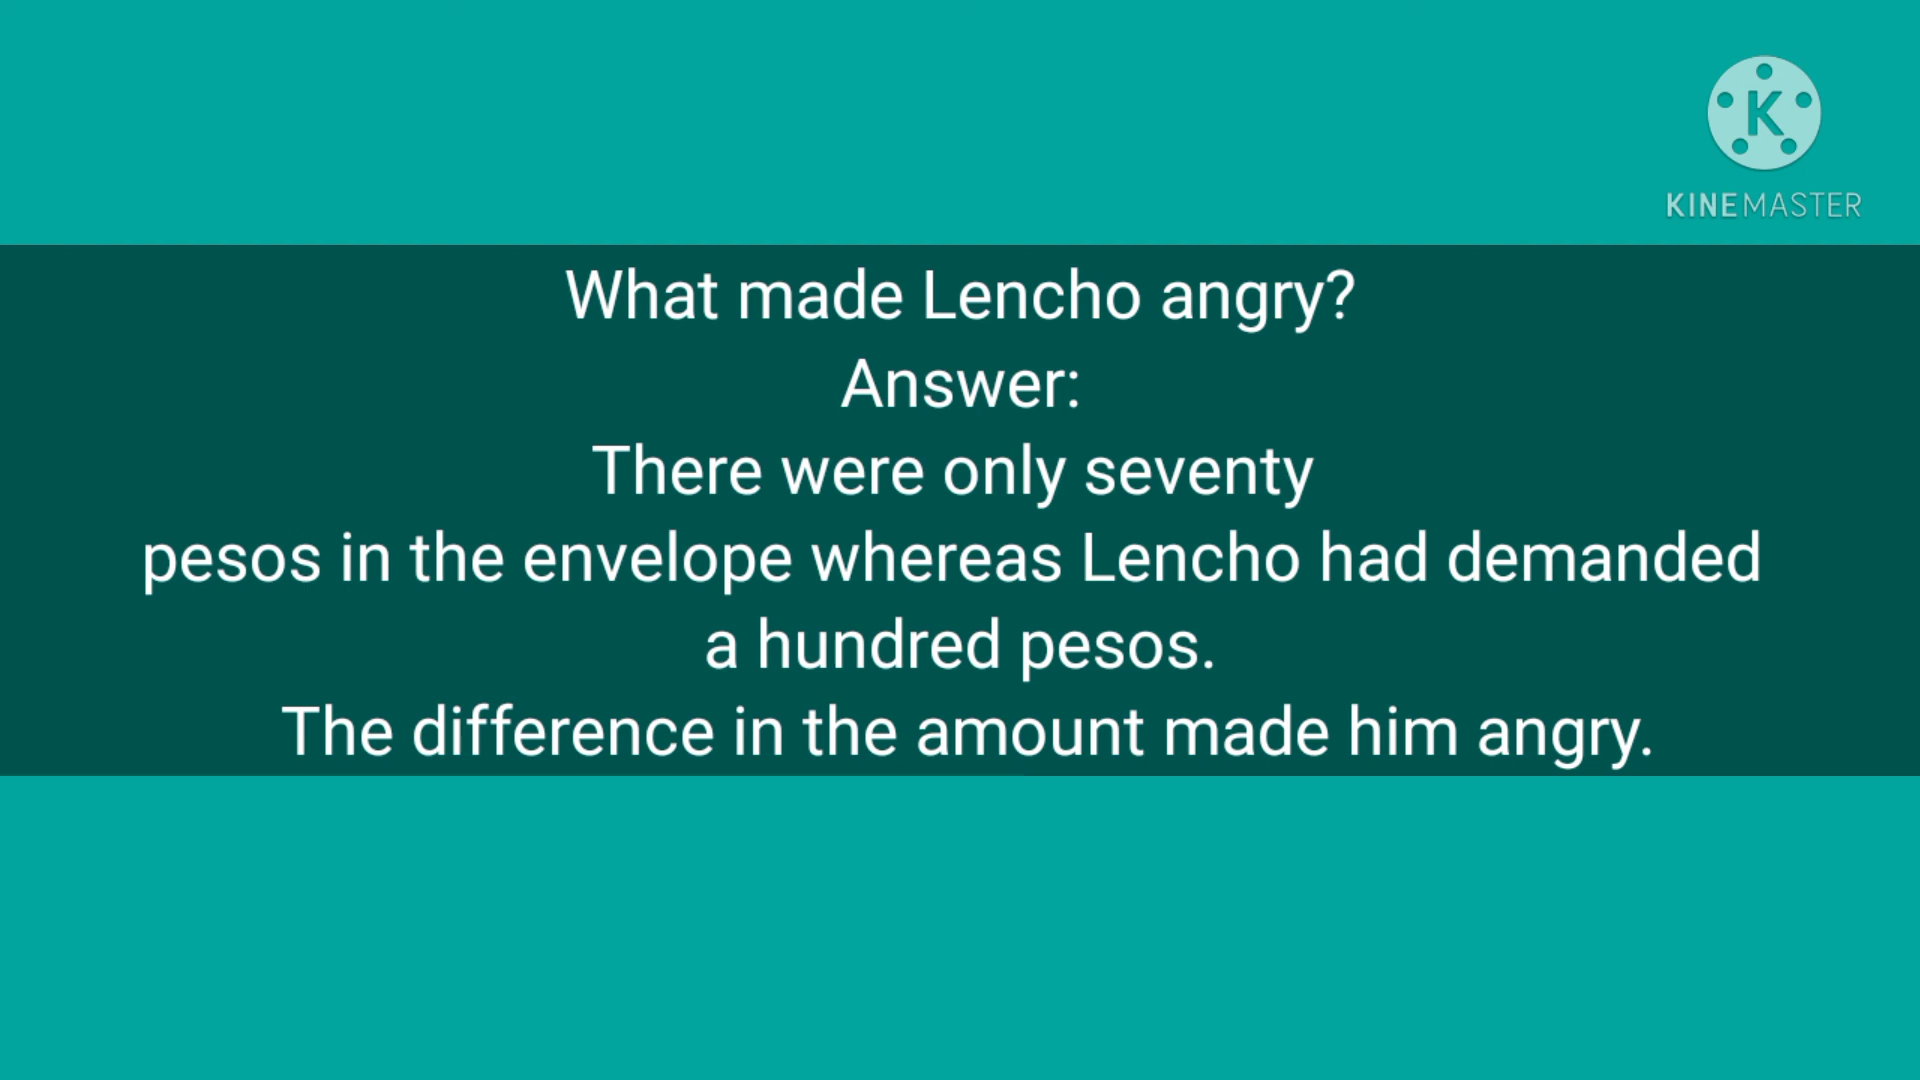 K
KINEMASTER
What made Lencho angry?
Answer:
There were only seventy
pesos in the envelope whereas Lencho had demanded
a hundred pesos.
The difference in the amount made him angry.